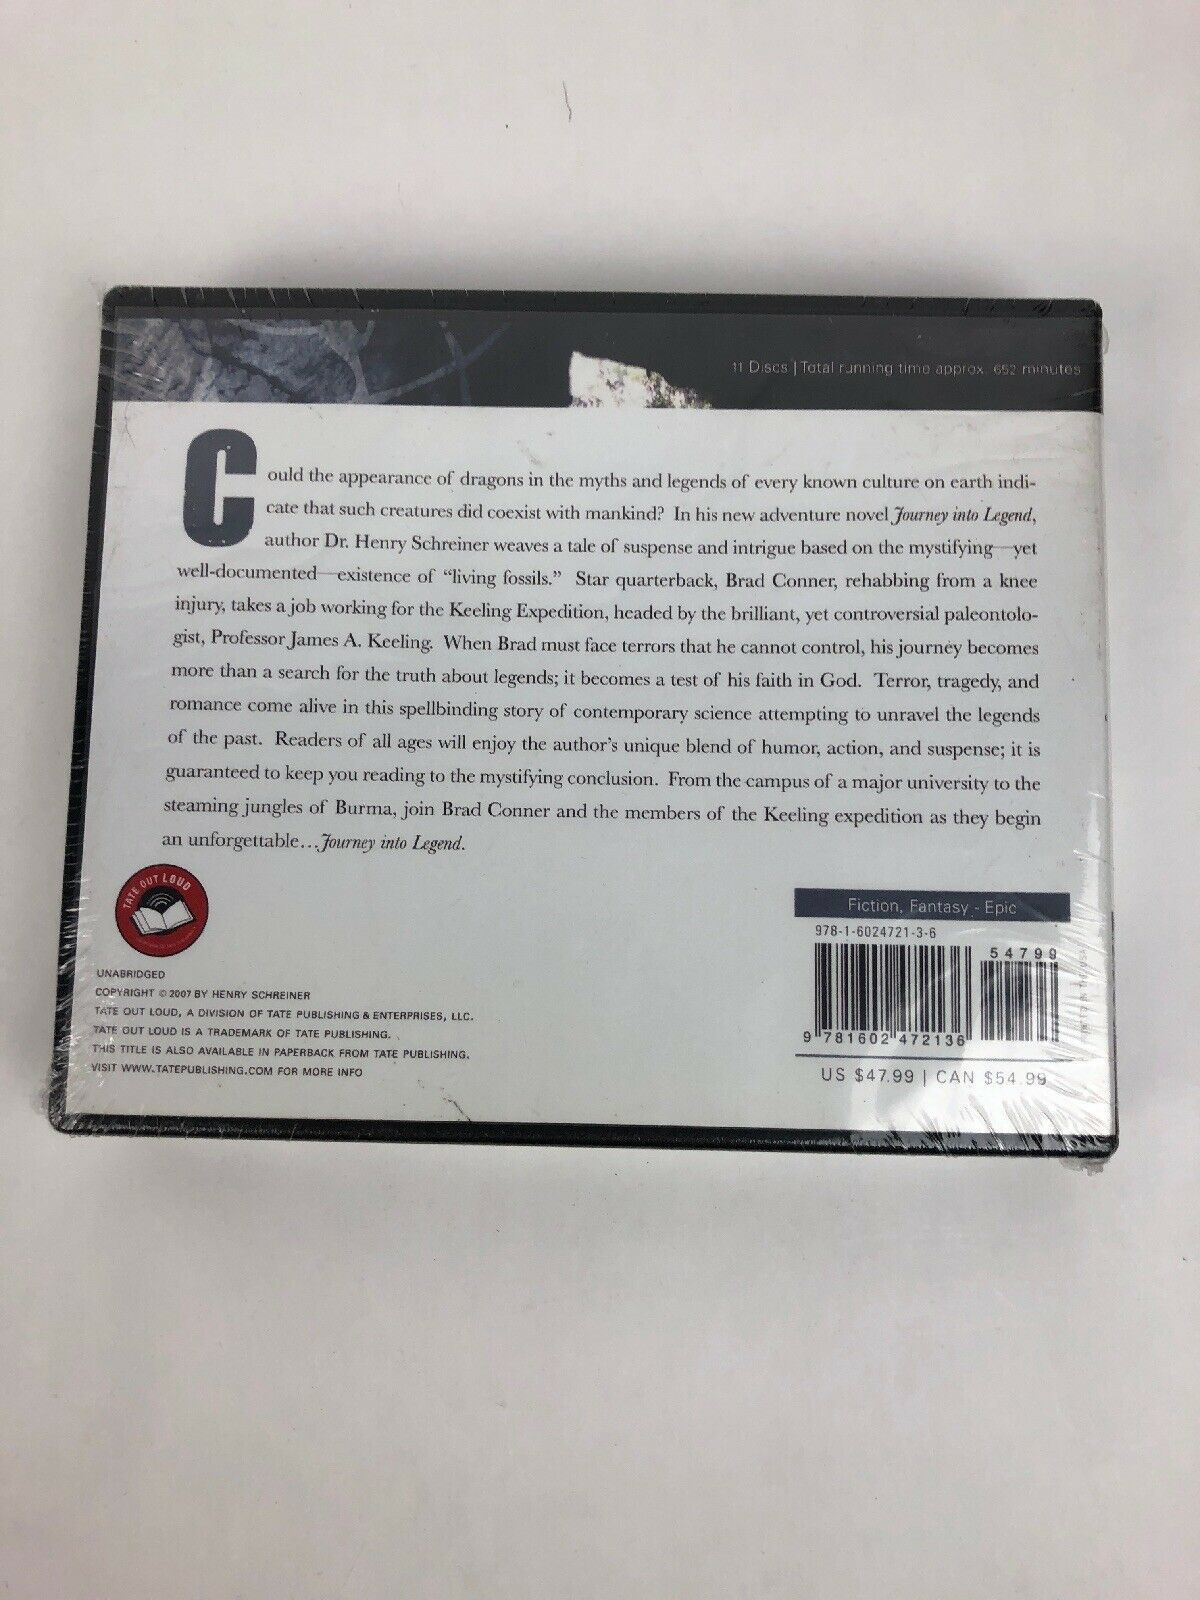 11 Discs | Total running time approx. 652 minutes
Could the appearance of dragons in the myths and legends of every known culture on earth indi-
cate that such creatures did coexist with mankind? In his new adventure novel Journey into Legend,
author Dr. Henry Schreiner weaves a tale of suspense and intrigue based on the mystifying—yet
well-documented—existence of “living fossils.” Star quarterback, Brad Conner, rehabbing from a knee
injury, takes a job working for the Keeling Expedition, headed by the brilliant, yet controversial paleontolo-
gist, Professor James A. Keeling. When Brad must face terrors that he cannot control, his journey becomes
more than a search for the truth about legends; it becomes a test of his faith in God. Terror, tragedy, and
romance come alive in this spellbinding story of contemporary science attempting to unravel the legends
of the past. Readers of all ages will enjoy the author’s unique blend of humor, action, and suspense; it is
guaranteed to keep you reading to the mystifying conclusion. From the campus of a major university to the
steaming jungles of Burma, join Brad Conner and the members of the Keeling expedition as they begin
an unforgettable…Journey into Legend.
TATE OUT LOUD
UNABRIDGED
COPYRIGHT © 2007 BY HENRY SCHREINER
TATE OUT LOUD, A DIVISION OF TATE PUBLISHING & ENTERPRISES, LLC.
TATE OUT LOUD IS A TRADEMARK OF TATE PUBLISHING.
THIS TITLE IS ALSO AVAILABLE IN PAPERBACK FROM TATE PUBLISHING.
VISIT WWW.TATEPUBLISHING.COM FOR MORE INFO
Fiction, Fantasy - Epic
978-1-6024721-3-6
54799
9 781602 472136
US $47.99 | CAN $54.99